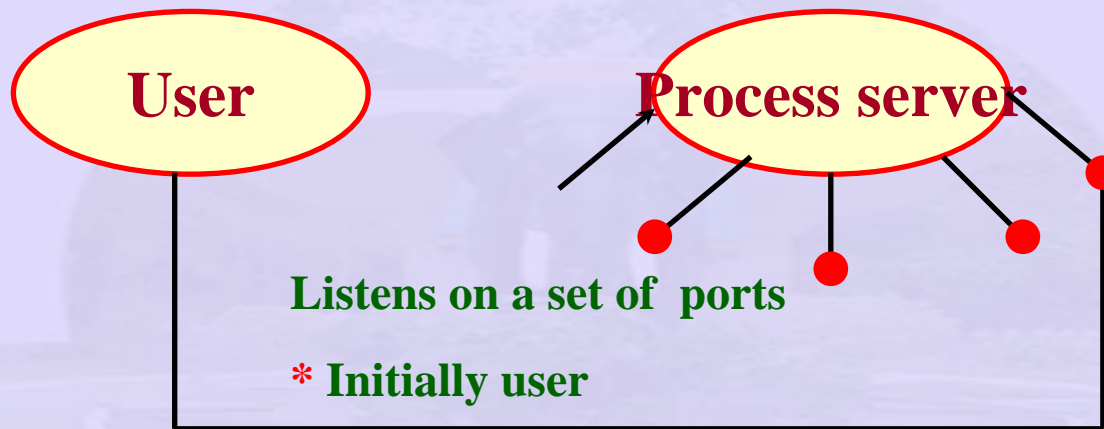 User
Process server
Listens on a set of ports
* Initially user